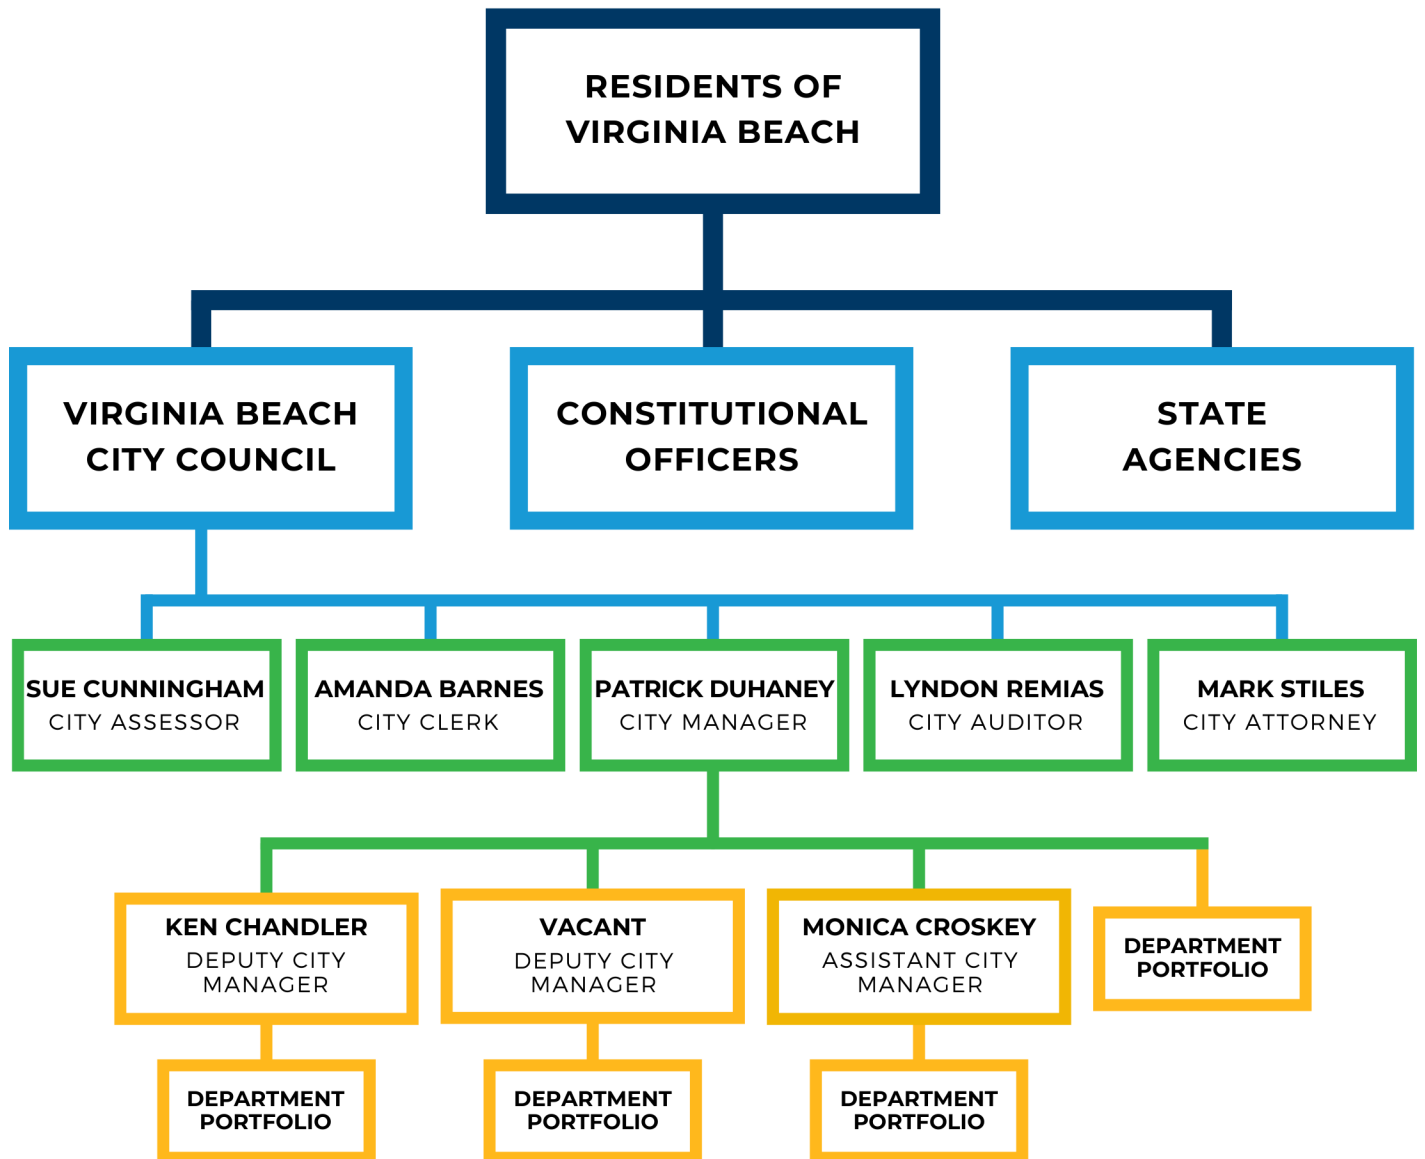 RESIDENTS OF
VIRGINIA BEACH
VIRGINIA BEACH
CITY COUNCIL
CONSTITUTIONAL
OFFICERS
STATE
AGENCIES
SUE CUNNINGHAM
CITY ASSESSOR
AMANDA BARNES
CITY CLERK
PATRICK DUHANEY
CITY MANAGER
LYNDON REMIAS
CITY AUDITOR
MARK STILES
CITY ATTORNEY
KEN CHANDLER
DEPUTY CITY
MANAGER
VACANT
DEPUTY CITY
MANAGER
MONICA CROSKEY
ASSISTANT CITY
MANAGER
DEPARTMENT
PORTFOLIO
DEPARTMENT
PORTFOLIO
DEPARTMENT
PORTFOLIO
DEPARTMENT
PORTFOLIO